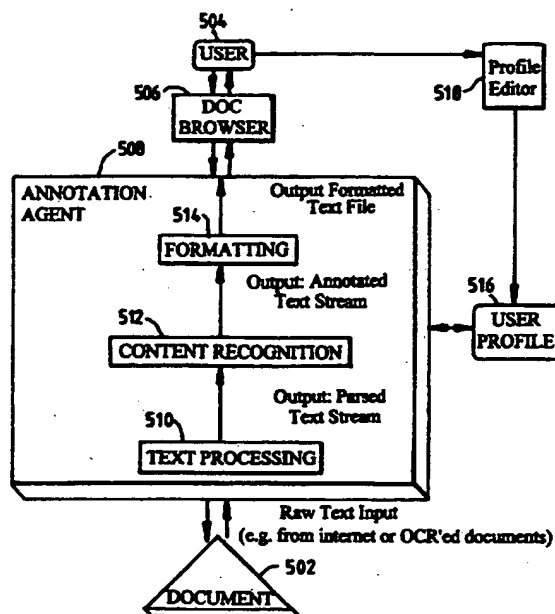 504
USER
506
DOC
BROWSER
Profile
Editor
518
508
ANNOTATION
AGENT
Output Formatted
Text File
514
FORMATTING
Output: Annotated
Text Stream
512
CONTENT RECOGNITION
516
USER
PROFILE
Output: Parsed
Text Stream
510
TEXT PROCESSING
Raw Text Input
(e.g. from internet or OCR'ed documents)
502
DOCUMENT